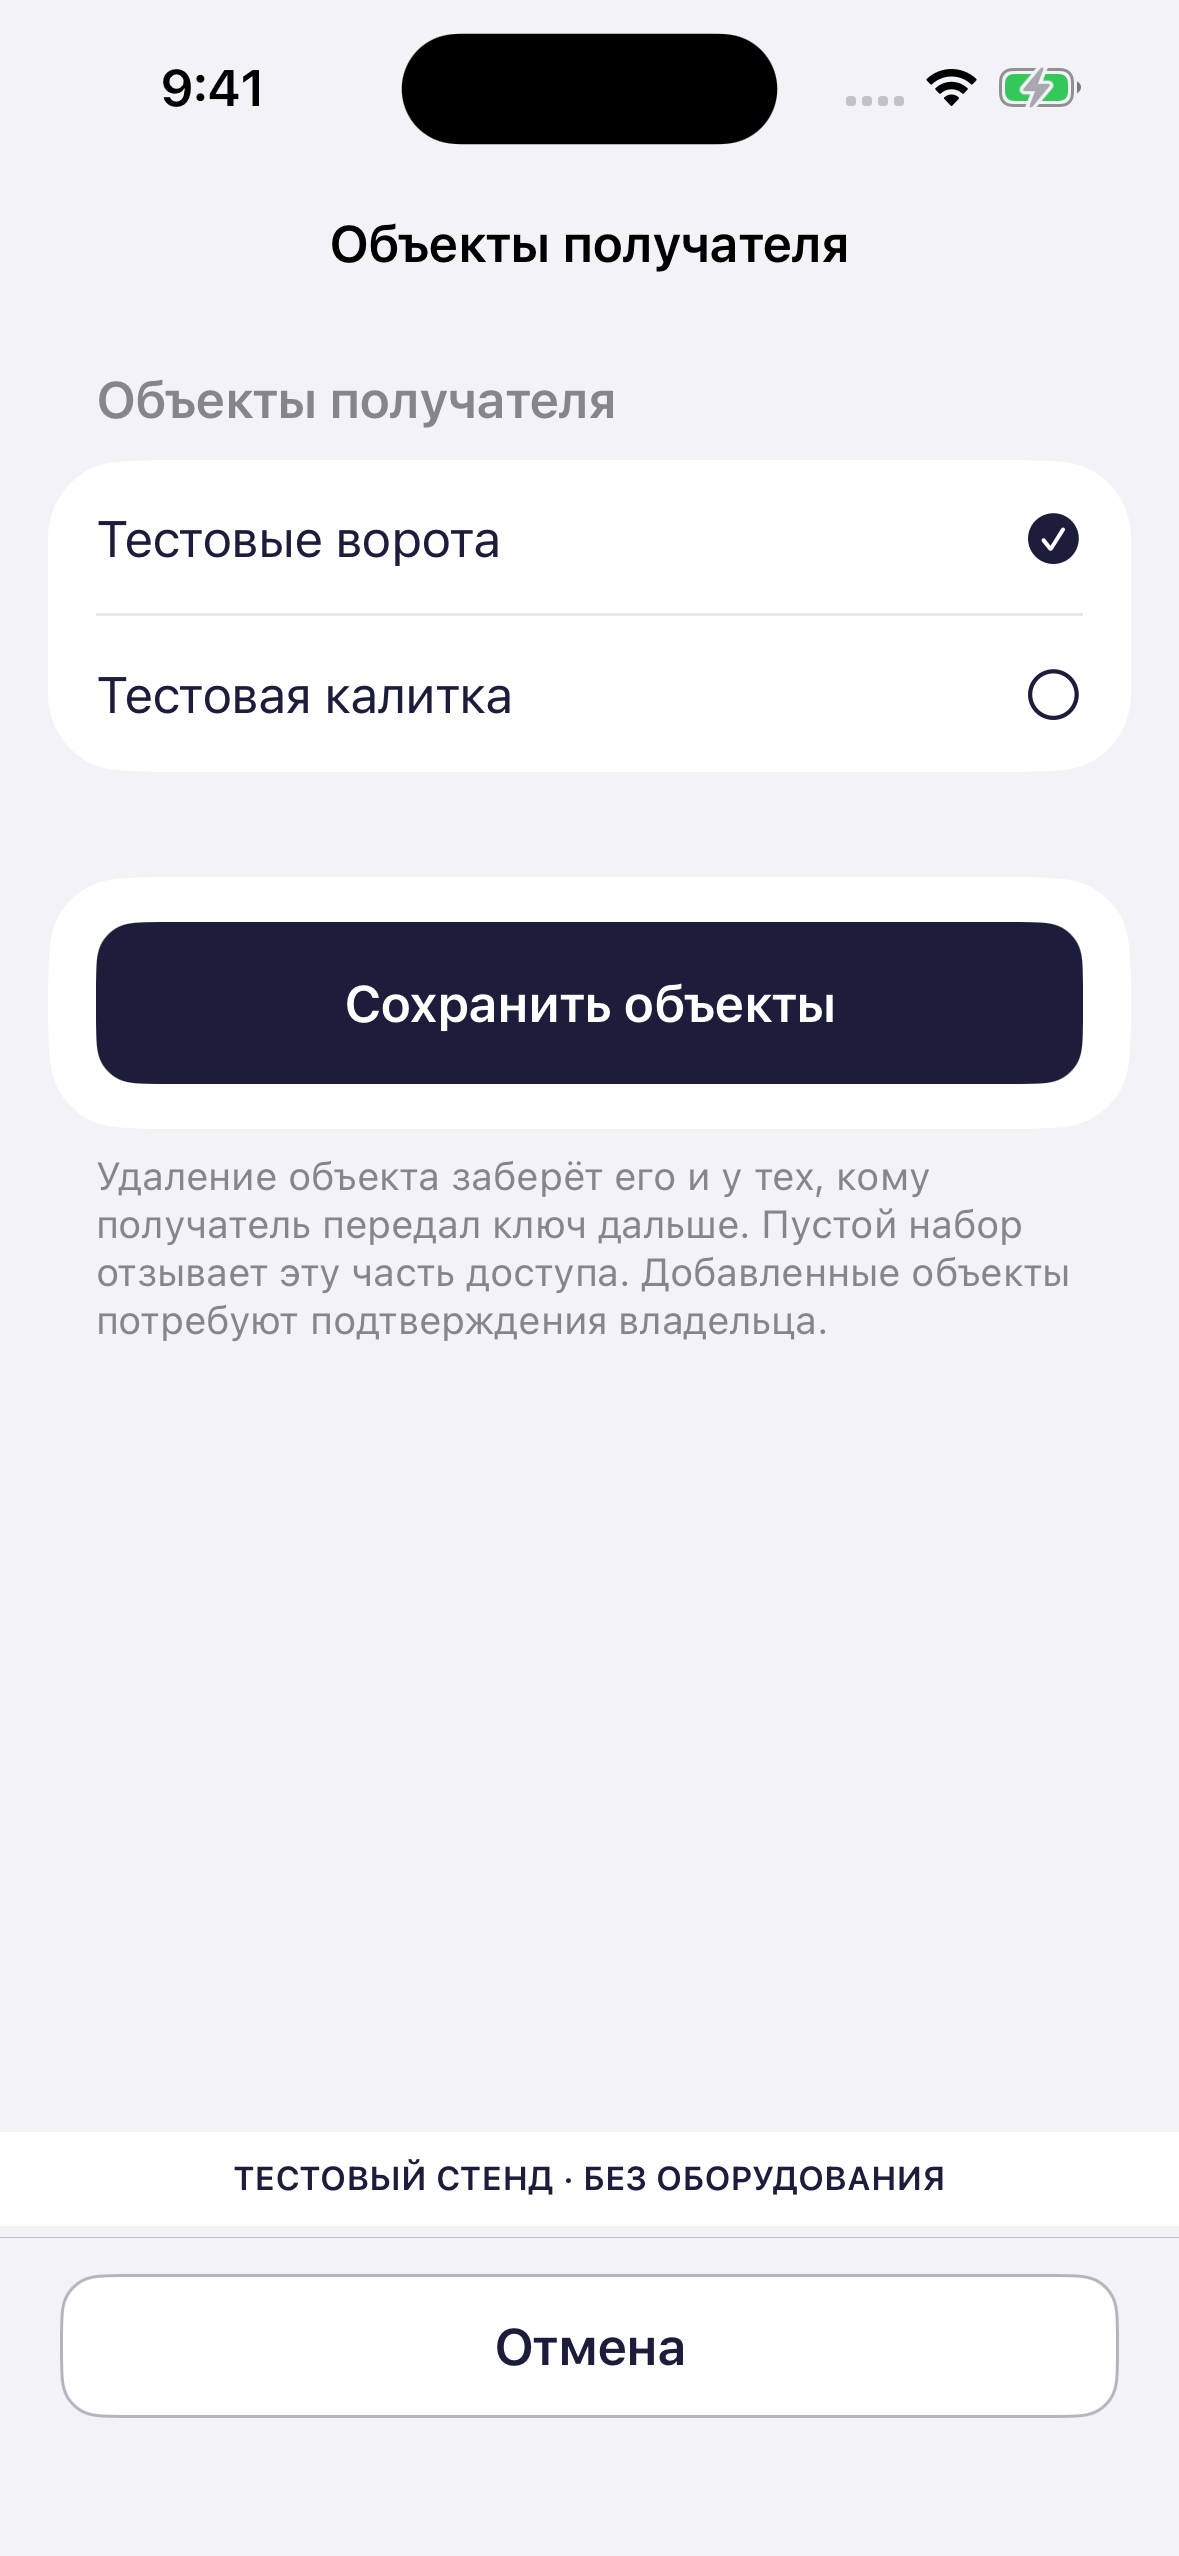 9:41
Объекты получателя
Объекты получателя
Тестовые ворота
Тестовая калитка
Сохранить объекты
Удаление объекта заберёт его и у тех, кому
получатель передал ключ дальше. Пустой набор
отзывает эту часть доступа. Добавленные объекты
потребуют подтверждения владельца.
ТЕСТОВЫЙ СТЕНД · БЕЗ ОБОРУДОВАНИЯ
Отмена